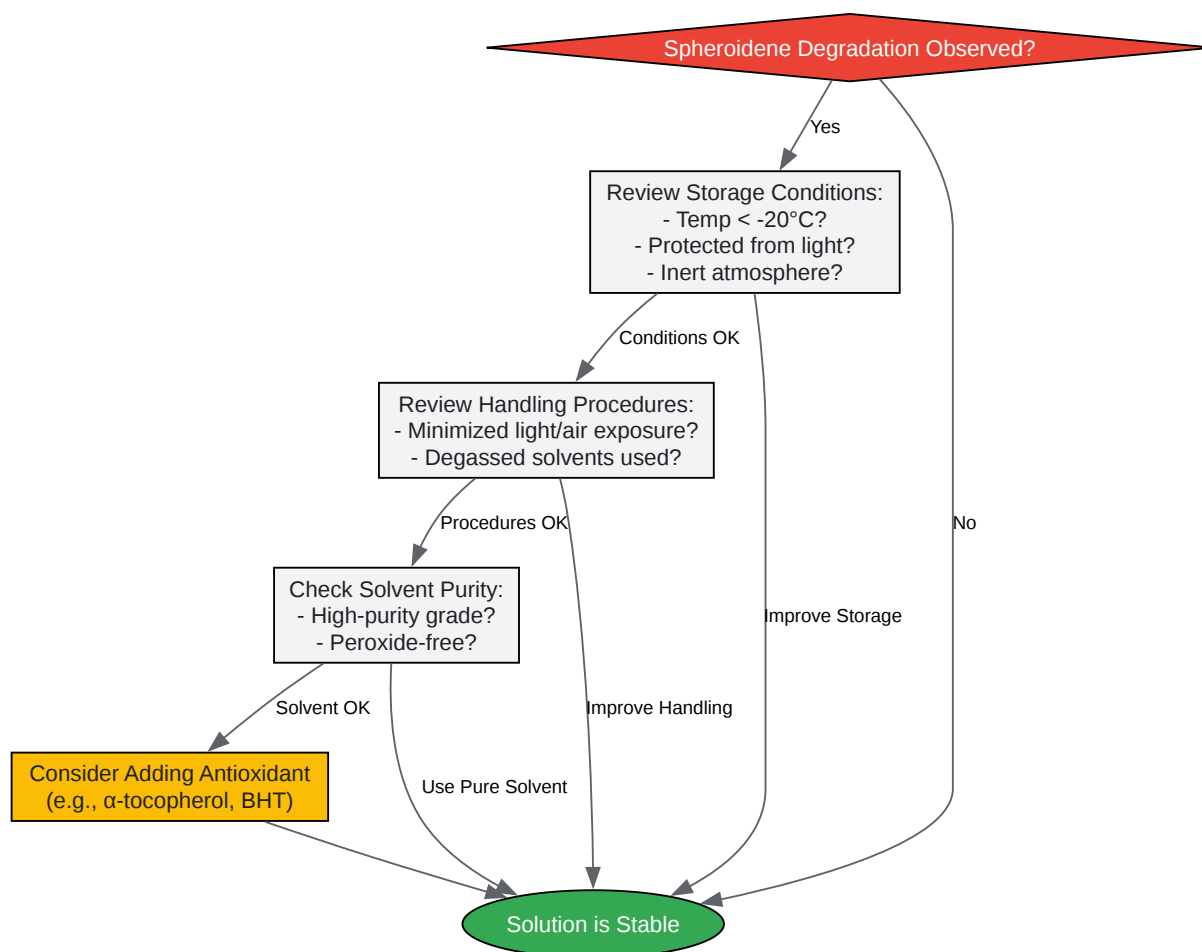 Spheroidene Degradation Observed?
Yes
Review Storage Conditions:
- Temp < -20°C?
- Protected from light?
- Inert atmosphere?
Conditions OK
Review Handling Procedures:
- Minimized light/air exposure?
- Degassed solvents used?
Procedures OK
No
Check Solvent Purity:
- High-purity grade?
- Peroxide-free?
Improve Storage
Solvent OK
Improve Handling
Consider Adding Antioxidant
(e.g., α-tocopherol, BHT)
Use Pure Solvent
Solution is Stable